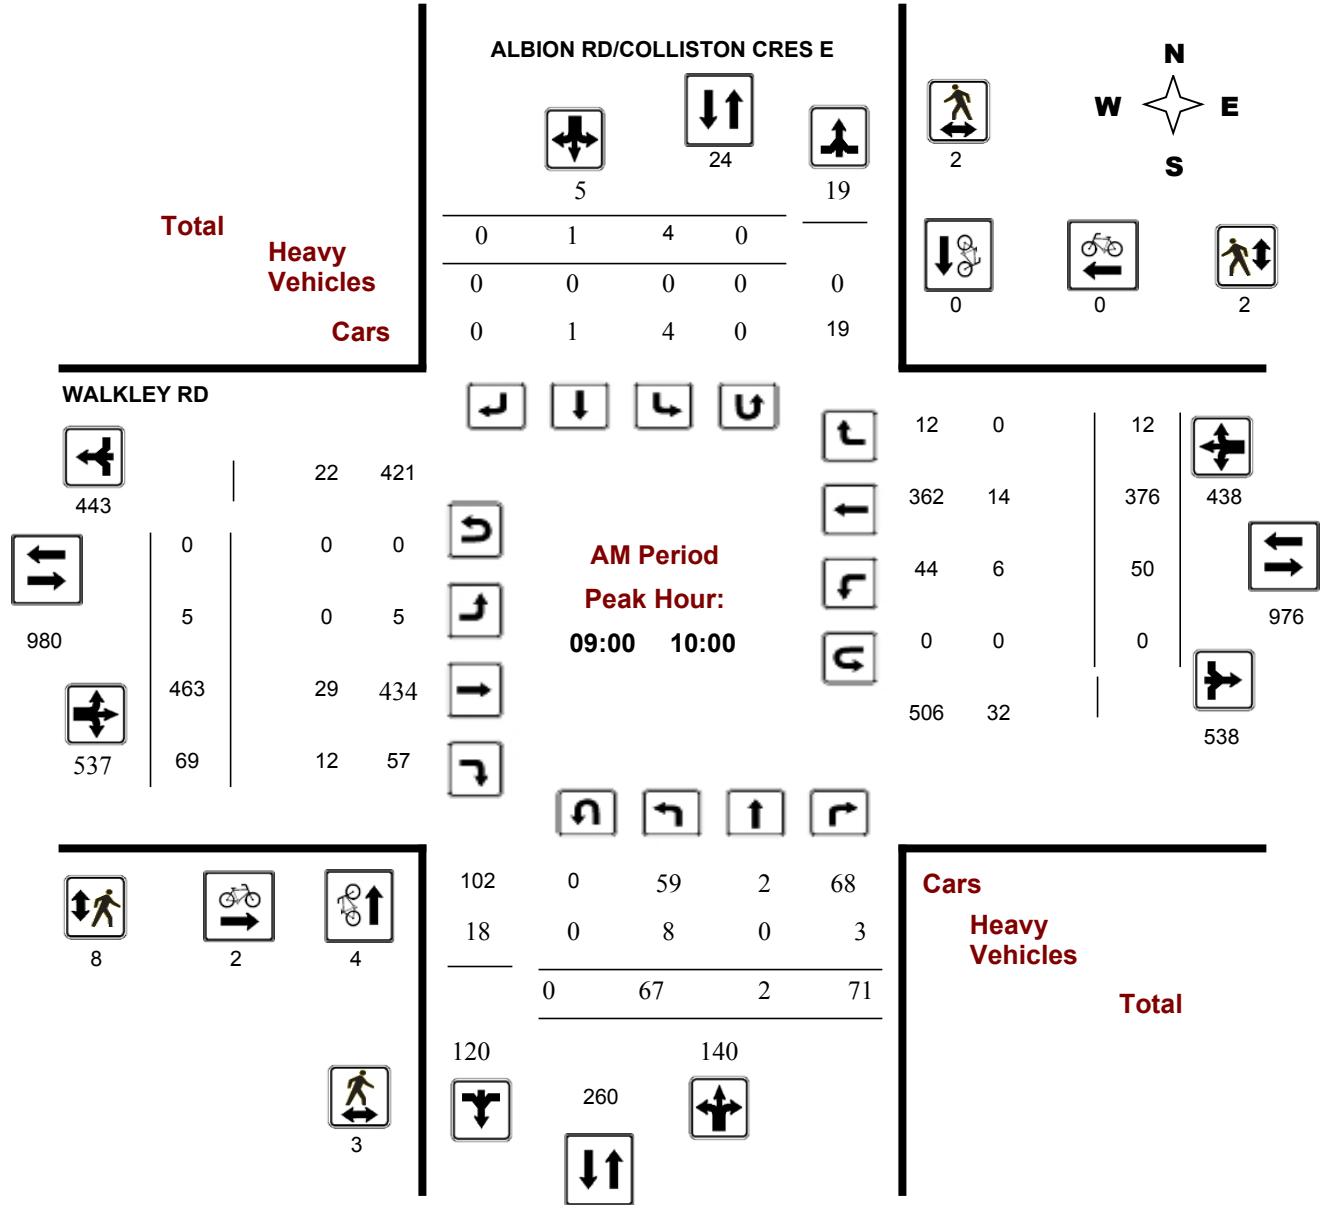 ALBION RD/COLLISTON CRES E
N
W E
S
24
2
5 19
Total
0 1 4 0
Heavy
Vehicles
0 0 0 0 0
0 0 2
Cars
0 1 4 0 19
WALKLEY RD
12 0 12
22 421
443
362 14 376 438
0 0 0
AM Period
44 6 50
Peak Hour:
5 0 5
976
980
09:00 10:00
0 0 0
463 29 434
506 32
538
537 69 12 57
102 0 59 2 68
Cars
18 0 8 0 3
Heavy
Vehicles
8 2 4
0 67 2 71
Total
120 140
260
3